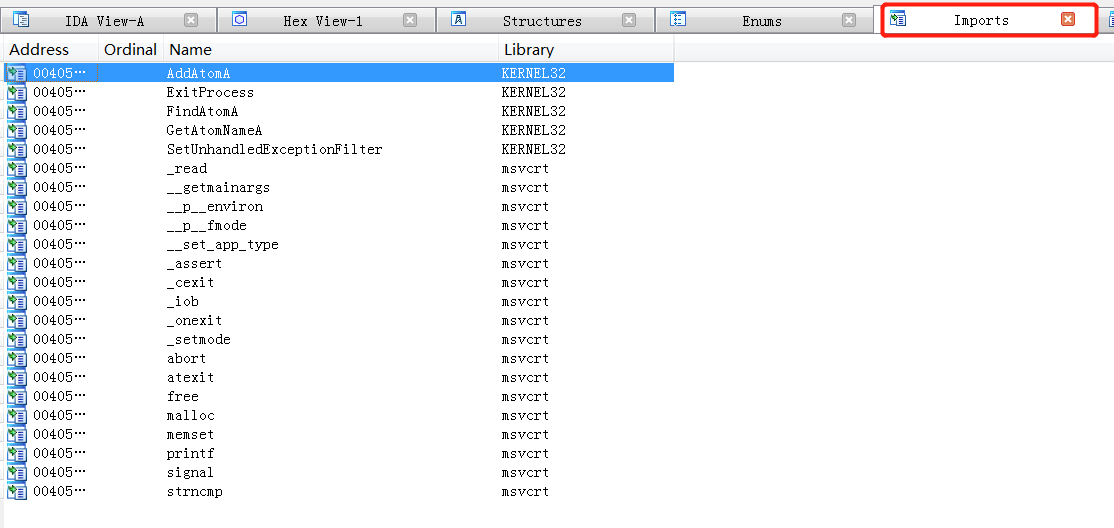 IDA View-A Hex View-1 Structures Enums Imports
Address Ordinal Name Library
00405… AddAtomA KERNEL32
00405… ExitProcess KERNEL32
00405… FindAtomA KERNEL32
00405… GetAtomNameA KERNEL32
00405… SetUnhandledExceptionFilter KERNEL32
00405… _read msvcrt
00405… __getmainargs msvcrt
00405… __p__environ msvcrt
00405… __p__fmode msvcrt
00405… __set_app_type msvcrt
00405… _assert msvcrt
00405… _cexit msvcrt
00405… _iob msvcrt
00405… _onexit msvcrt
00405… _setmode msvcrt
00405… abort msvcrt
00405… atexit msvcrt
00405… free msvcrt
00405… malloc msvcrt
00405… memset msvcrt
00405… printf msvcrt
00405… signal msvcrt
00405… strncmp msvcrt